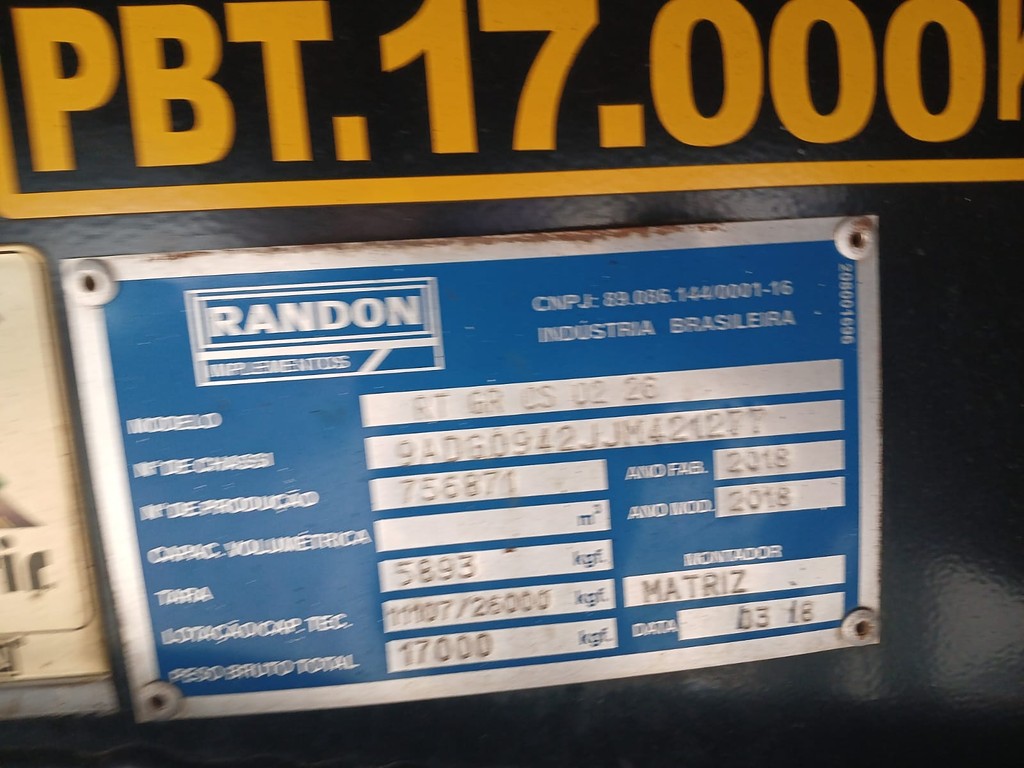 PBT.17.000k
RANDON
IMPLEMENTOS
CNPJ: 89.086.144/0001-16
INDÚSTRIA BRASILEIRA
20800106
MODELO RT GR CS 02 26
Nº DE CHASSI 9ADG0942JJM421277
Nº DE PRODUÇÃO 756871 ANO FAB. 2018
CAPAC. VOLUMÉTRICA m³ ANO MOD. 2018
TARA 5893 kgf. MONTADOR
LOTAÇÃO/CAP. TEC. 11107/26000 kgf. MATRIZ
PESO BRUTO TOTAL 17000 kgf. DATA 03 18